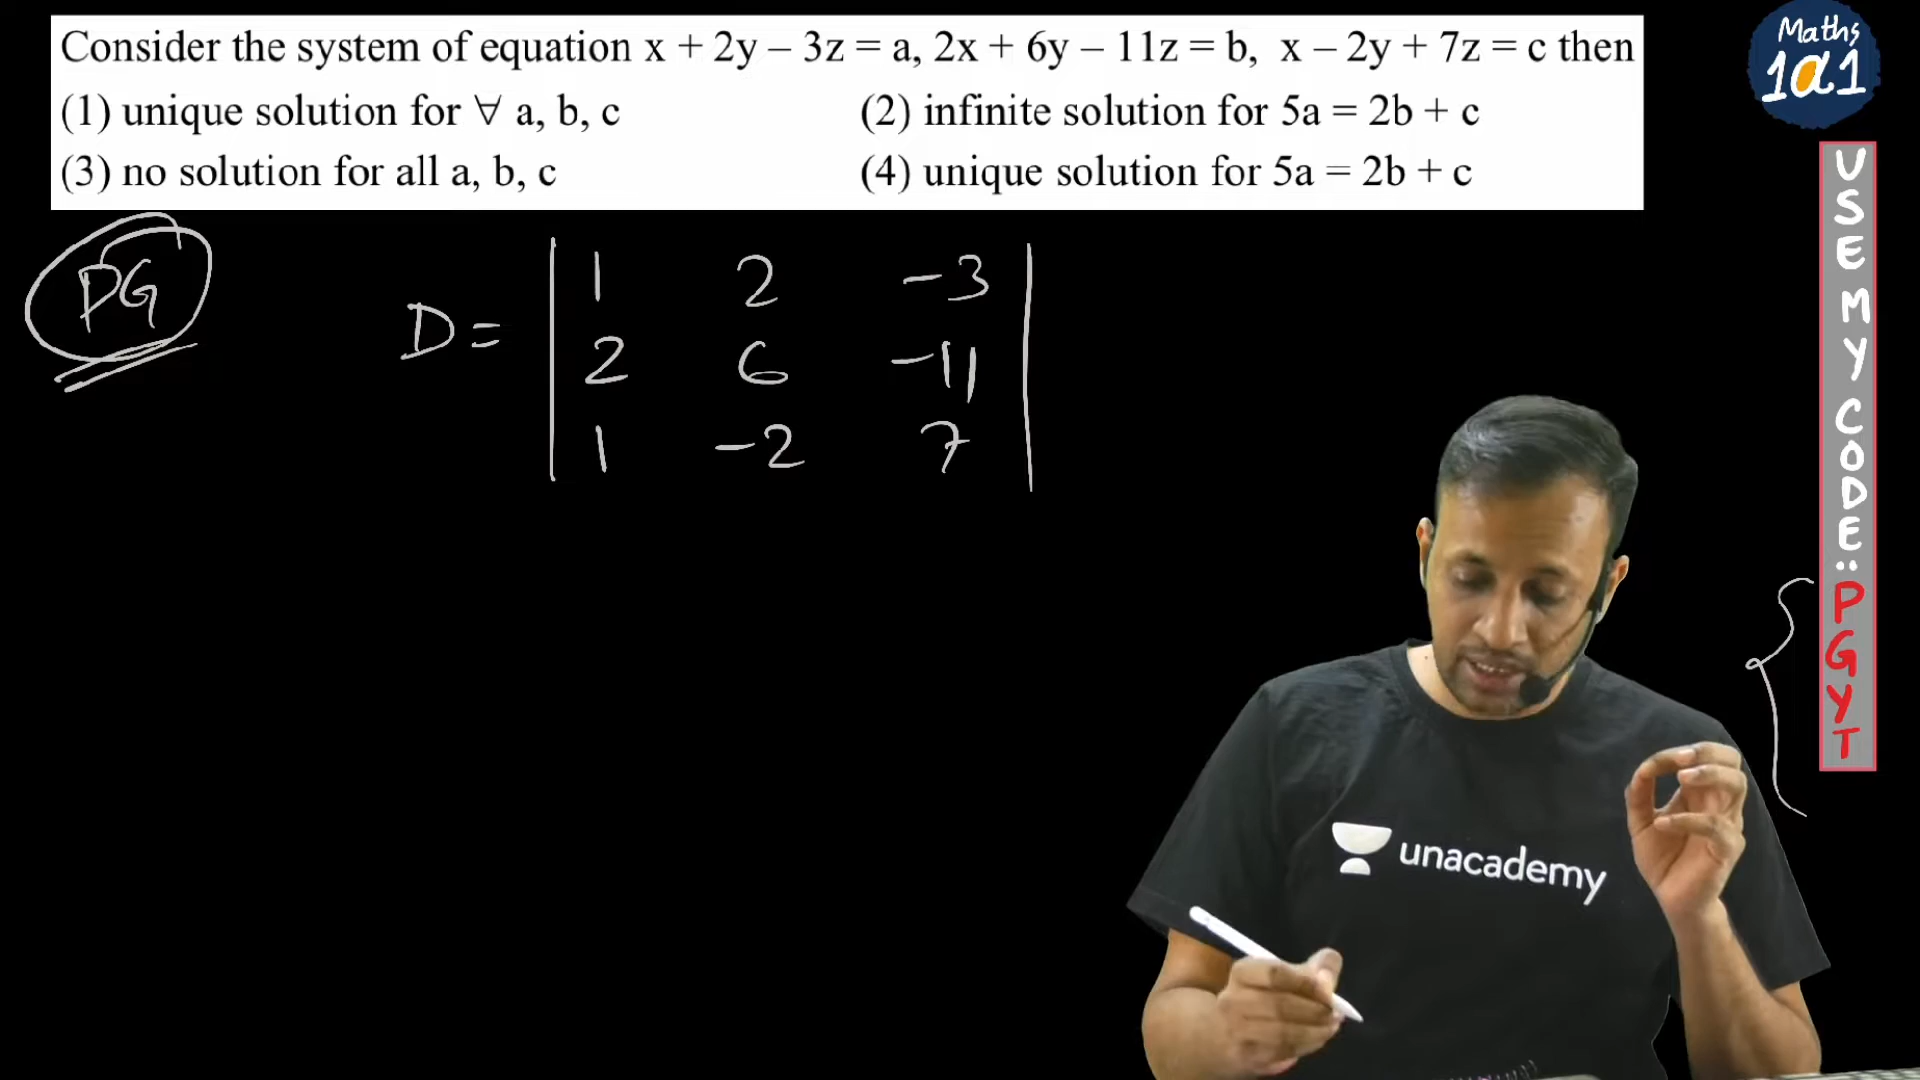 Consider the system of equation x + 2y – 3z = a, 2x + 6y – 11z = b, x – 2y + 7z = c then
(1) unique solution for ∀ a, b, c
(2) infinite solution for 5a = 2b + c
(3) no solution for all a, b, c
(4) unique solution for 5a = 2b + c
Maths
1a1
USE MY CODE:: PGYT
PG
D =
1 2 -3
2 6 -11
1 -2 7
unacademy